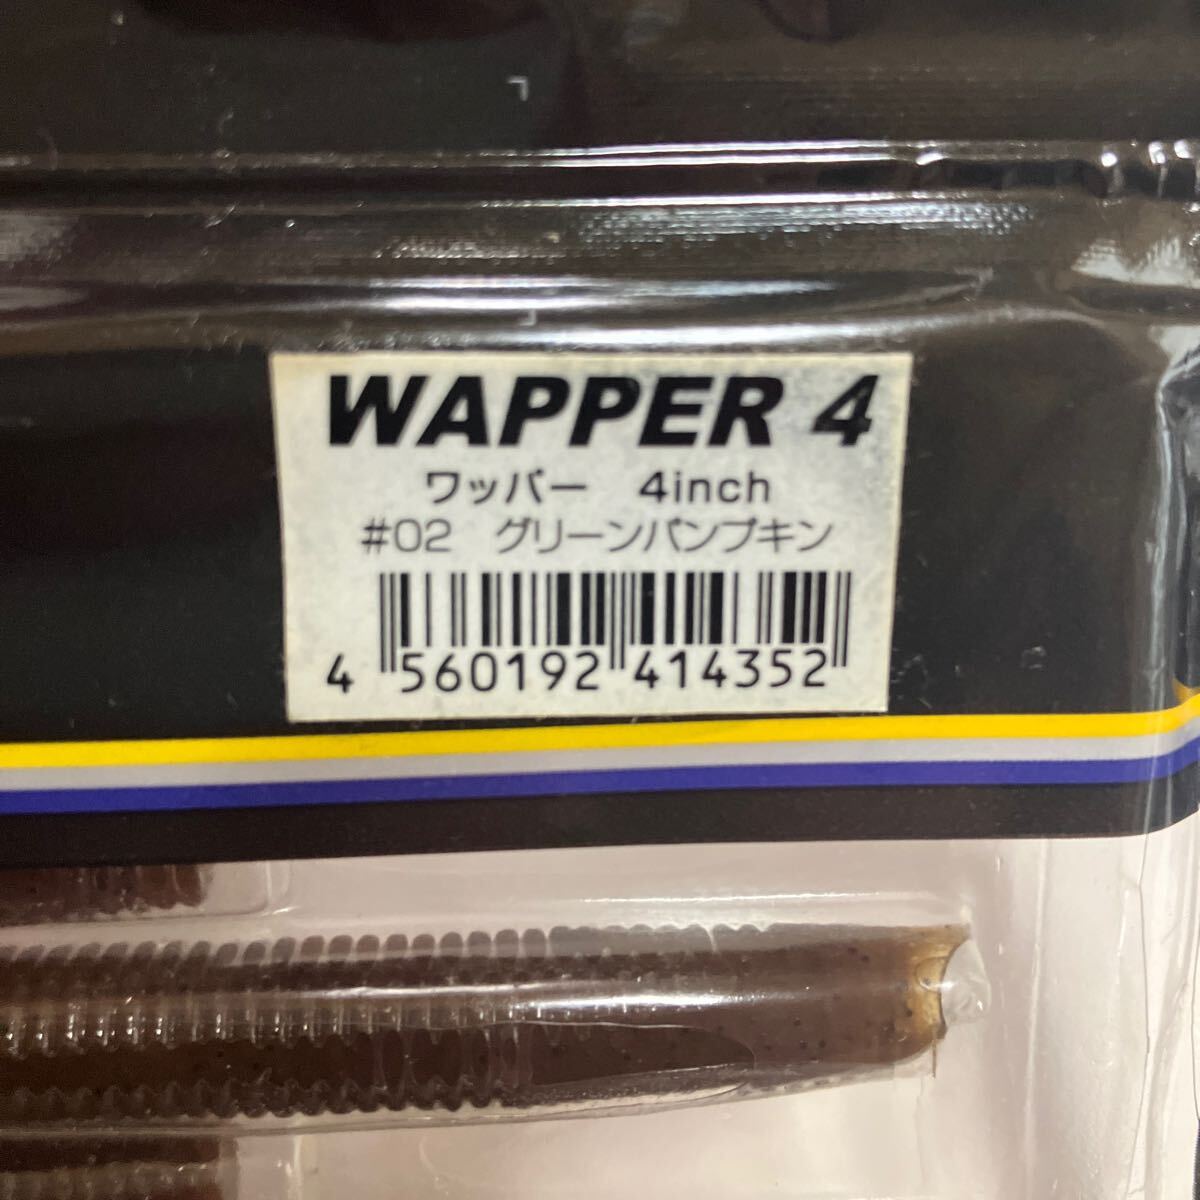 WAPPER 4
ワッパー　4inch
#02　グリーンパンプキン
4 560192 414352